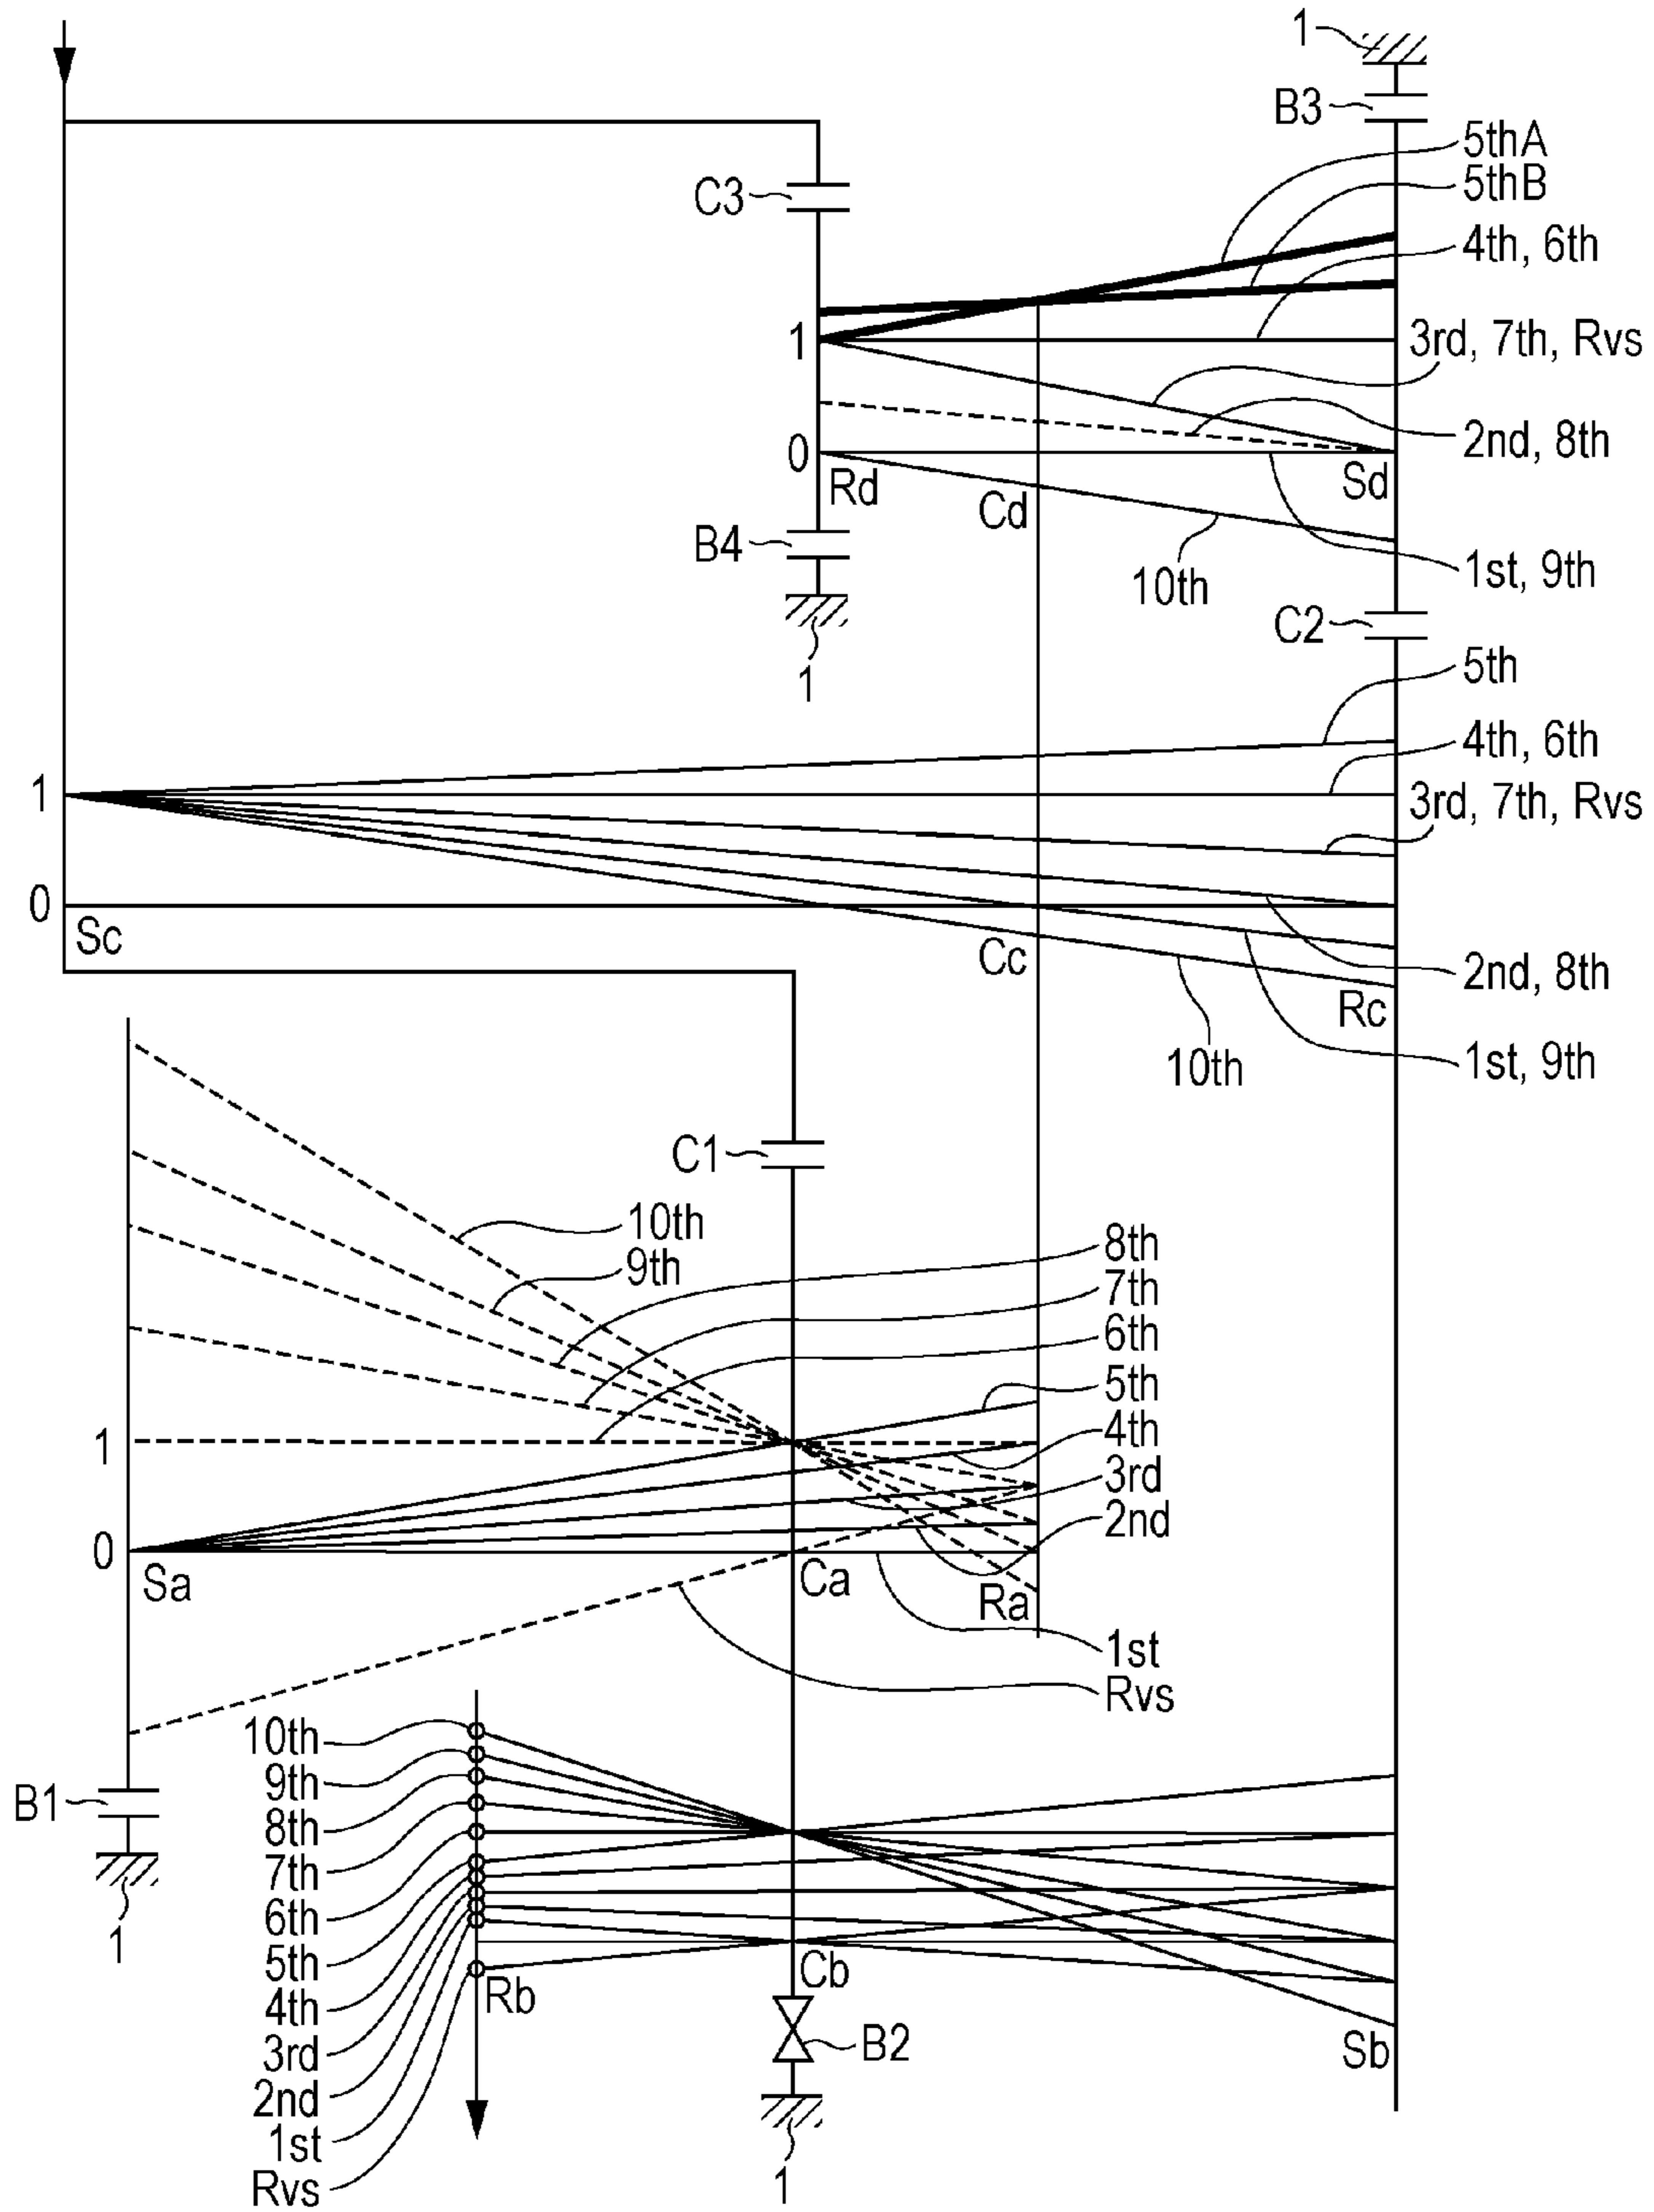 1
B3
5thA
C3
5thB
4th, 6th
1
3rd, 7th, Rvs
2nd, 8th
0
Rd
Cd
Sd
B4
10th
1st, 9th
C2
1
5th
4th, 6th
1
3rd, 7th, Rvs
0
Sc
Cc
2nd, 8th
Rc
10th
1st, 9th
C1
10th
8th
9th
7th
6th
5th
1
4th
3rd
2nd
0
Sa
Ca
Ra
1st
Rvs
10th
9th
B1
8th
7th
6th
1
5th
Cb
4th
Rb
3rd
B2
Sb
2nd
1st
1
Rvs